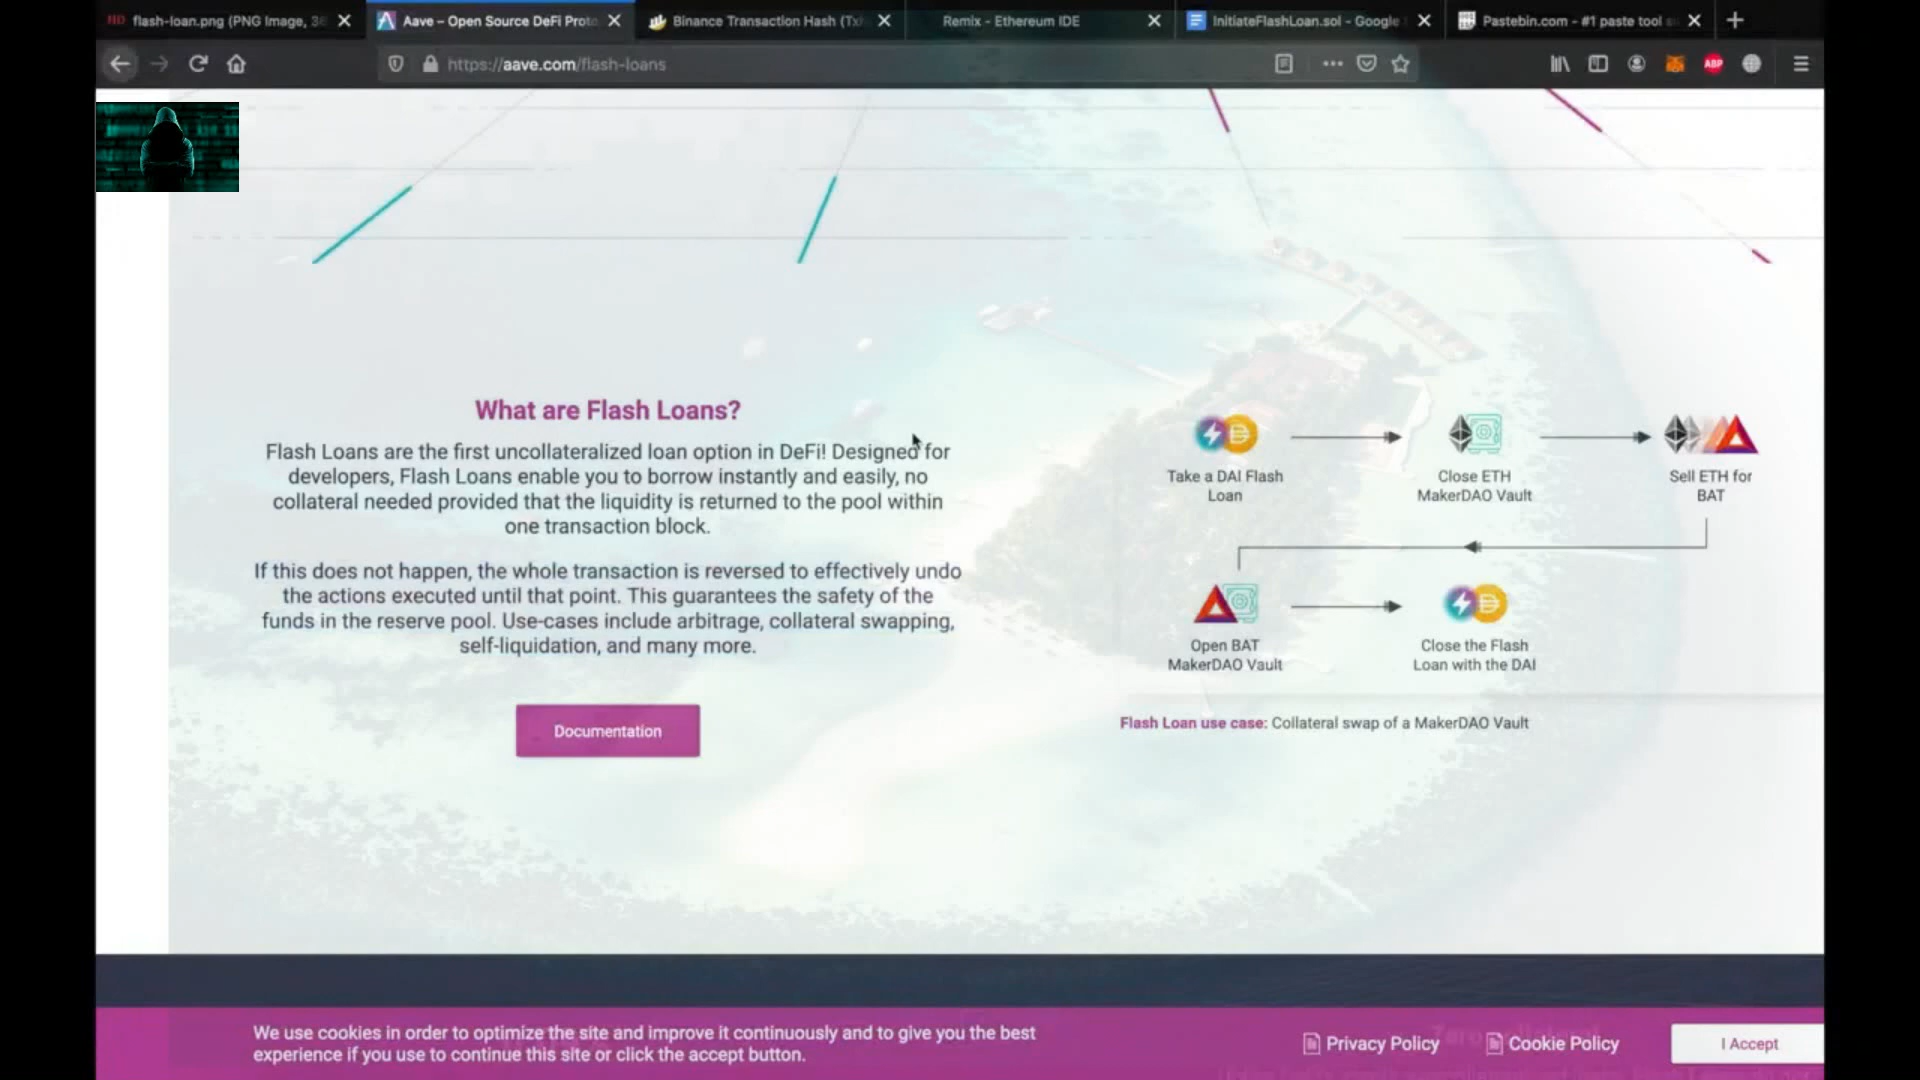 flash-loan.png (PNG Image, 36
Aave – Open Source DeFi Proto
Binance Transaction Hash (Txh
Remix - Ethereum IDE
InitiateFlashLoan.sol - Google
Pastebin.com - #1 paste tool
https://aave.com/flash-loans
ABP
What are Flash Loans?
Flash Loans are the first uncollateralized loan option in DeFi! Designed for
developers, Flash Loans enable you to borrow instantly and easily, no
collateral needed provided that the liquidity is returned to the pool within
one transaction block.
If this does not happen, the whole transaction is reversed to effectively undo
the actions executed until that point. This guarantees the safety of the
funds in the reserve pool. Use-cases include arbitrage, collateral swapping,
self-liquidation, and many more.
Documentation
Take a DAI Flash
Loan
Close ETH
MakerDAO Vault
Sell ETH for
BAT
Open BAT
MakerDAO Vault
Close the Flash
Loan with the DAI
Flash Loan use case: Collateral swap of a MakerDAO Vault
We use cookies in order to optimize the site and improve it continuously and to give you the best
experience if you use to continue this site or click the accept button.
Privacy Policy
Cookie Policy
I Accept